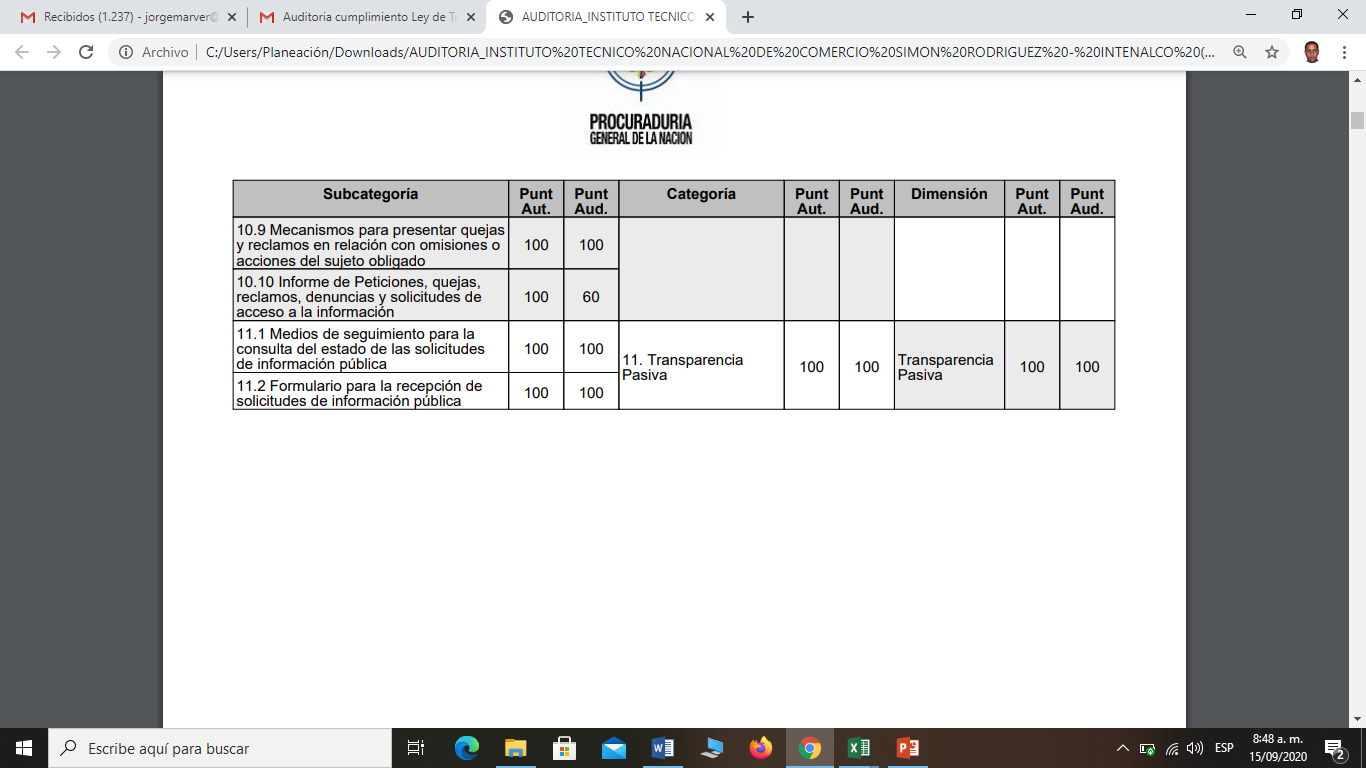 Recibidos (1.237) - jorgemarver@
Auditoria cumplimiento Ley de Tr
AUDITORIA_INSTITUTO TECNICO
Archivo
C:/Users/Planeación/Downloads/AUDITORIA_INSTITUTO%20TECNICO%20NACIONAL%20DE%20COMERCIO%20SIMON%20RODRIGUEZ%20-%20INTENALCO%20(...
PROCURADURIA
GENERAL DE LA NACION
Subcategoría Punt Punt Categoría Punt Punt Dimensión Punt Punt
Aut. Aud. Aut. Aud. Aut. Aud.
10.9 Mecanismos para presentar quejas
y reclamos en relación con omisiones o 100 100
acciones del sujeto obligado
10.10 Informe de Peticiones, quejas,
reclamos, denuncias y solicitudes de 100 60
acceso a la información
11.1 Medios de seguimiento para la
consulta del estado de las solicitudes 100 100
de información pública
11. Transparencia 100 100 Transparencia 100 100
Pasiva Pasiva
11.2 Formulario para la recepción de 100 100
solicitudes de información pública
Escribe aquí para buscar
ESP
8:48 a. m.
15/09/2020
2